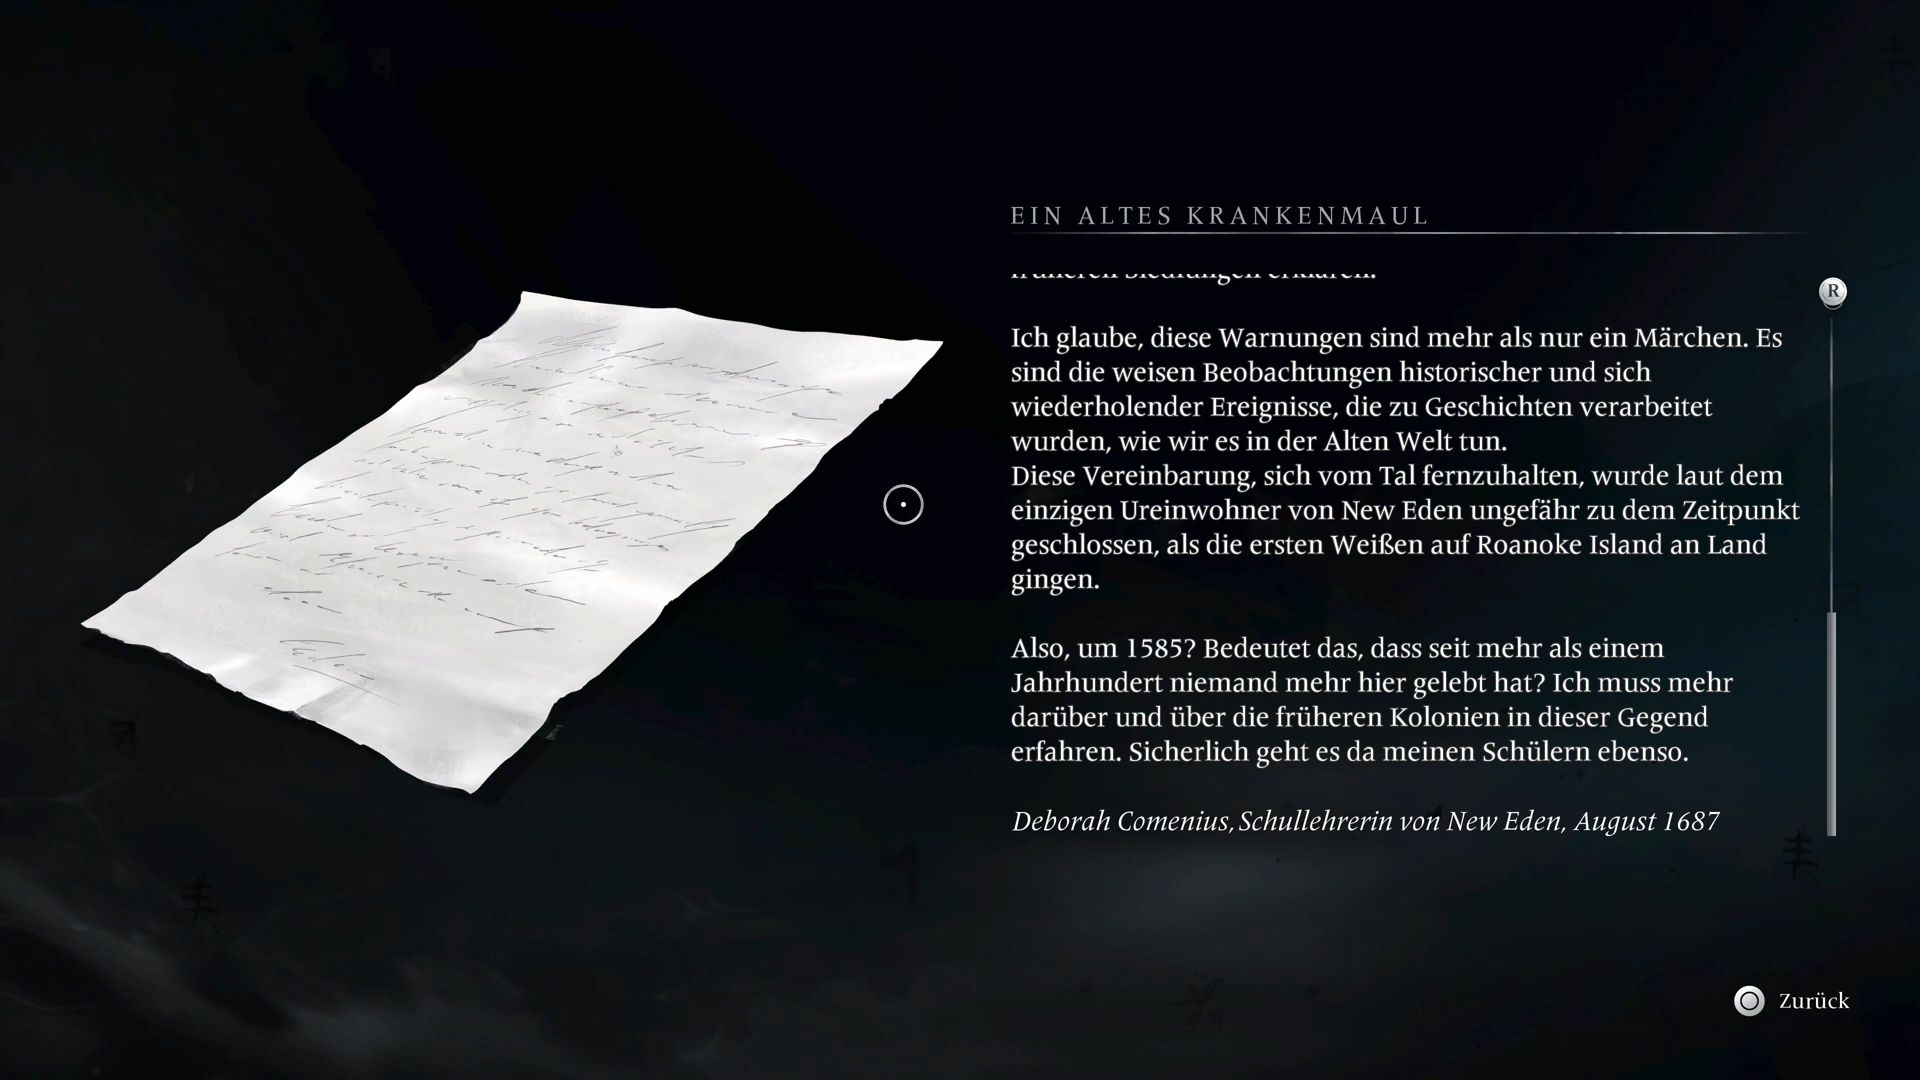 EIN ALTES KRANKENMAUL
früheren Siedlungen erklären.
R
Ich glaube, diese Warnungen sind mehr als nur ein Märchen. Es
sind die weisen Beobachtungen historischer und sich
wiederholender Ereignisse, die zu Geschichten verarbeitet
wurden, wie wir es in der Alten Welt tun.
Diese Vereinbarung, sich vom Tal fernzuhalten, wurde laut dem
einzigen Ureinwohner von New Eden ungefähr zu dem Zeitpunkt
geschlossen, als die ersten Weißen auf Roanoke Island an Land
gingen.
Also, um 1585? Bedeutet das, dass seit mehr als einem
Jahrhundert niemand mehr hier gelebt hat? Ich muss mehr
darüber und über die früheren Kolonien in dieser Gegend
erfahren. Sicherlich geht es da meinen Schülern ebenso.
Deborah Comenius, Schullehrerin von New Eden, August 1687
Zurück